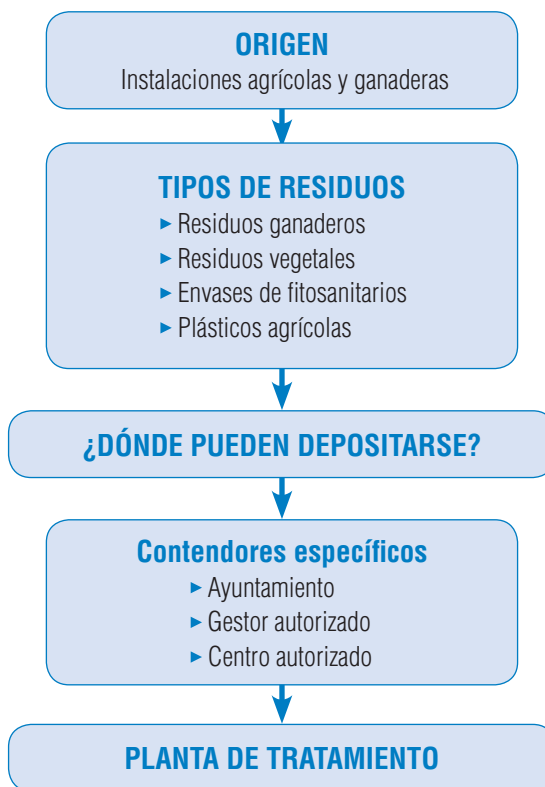 ORIGEN
Instalaciones agrícolas y ganaderas
TIPOS DE RESIDUOS
▸ Residuos ganaderos
▸ Residuos vegetales
▸ Envases de fitosanitarios
▸ Plásticos agrícolas
¿DÓNDE PUEDEN DEPOSITARSE?
Contendores específicos
▸ Ayuntamiento
▸ Gestor autorizado
▸ Centro autorizado
PLANTA DE TRATAMIENTO